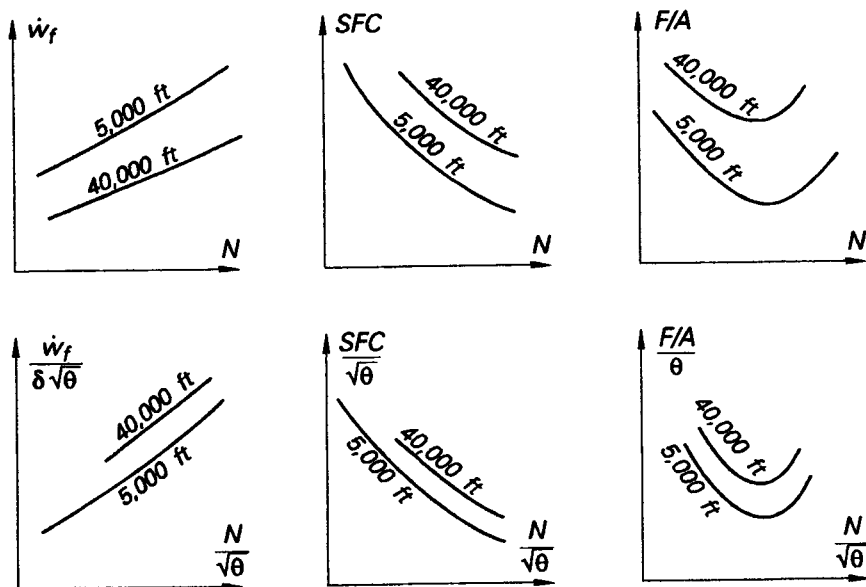 ẇf
5,000 ft
40,000 ft
N
SFC
40,000 ft
5,000 ft
N
F/A
40,000 ft
5,000 ft
N
ẇf
δ√θ
40,000 ft
5,000 ft
N
√θ
SFC
√θ
40,000 ft
5,000 ft
N
√θ
F/A
θ
40,000 ft
5,000 ft
N
√θ